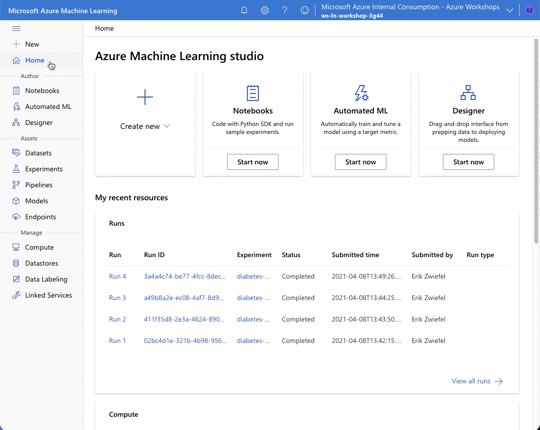 Microsoft Azure Machine Learning
Microsoft Azure Internal Consumption - Azure Workshops
ws-ln-workshop-3g44
EZ
New
Home
Author
Notebooks
Automated ML
Designer
Assets
Datasets
Experiments
Pipelines
Models
Endpoints
Manage
Compute
Datastores
Data Labeling
Linked Services
Home
Azure Machine Learning studio
Create new
Notebooks
Code with Python SDK and run
sample experiments.
Start now
Automated ML
Automatically train and tune a
model using a target metric.
Start now
Designer
Drag-and-drop interface from
prepping data to deploying
models.
Start now
My recent resources
Runs
Run Run ID Experiment Status Submitted time Submitted by Run type
Run 4 3a4a4c74-be77-4fcc-8dec... diabetes-... Completed 2021-04-08T13:49:26.... Erik Zwiefel
Run 3 a49b8a2e-ec08-4af7-8d9... diabetes-... Completed 2021-04-08T13:44:25.... Erik Zwiefel
Run 2 411f35d8-2e3a-4624-890... diabetes-... Completed 2021-04-08T13:43:50.... Erik Zwiefel
Run 1 02bc4d1e-321b-4b98-956... diabetes-... Completed 2021-04-08T13:42:15.... Erik Zwiefel
View all runs
Compute